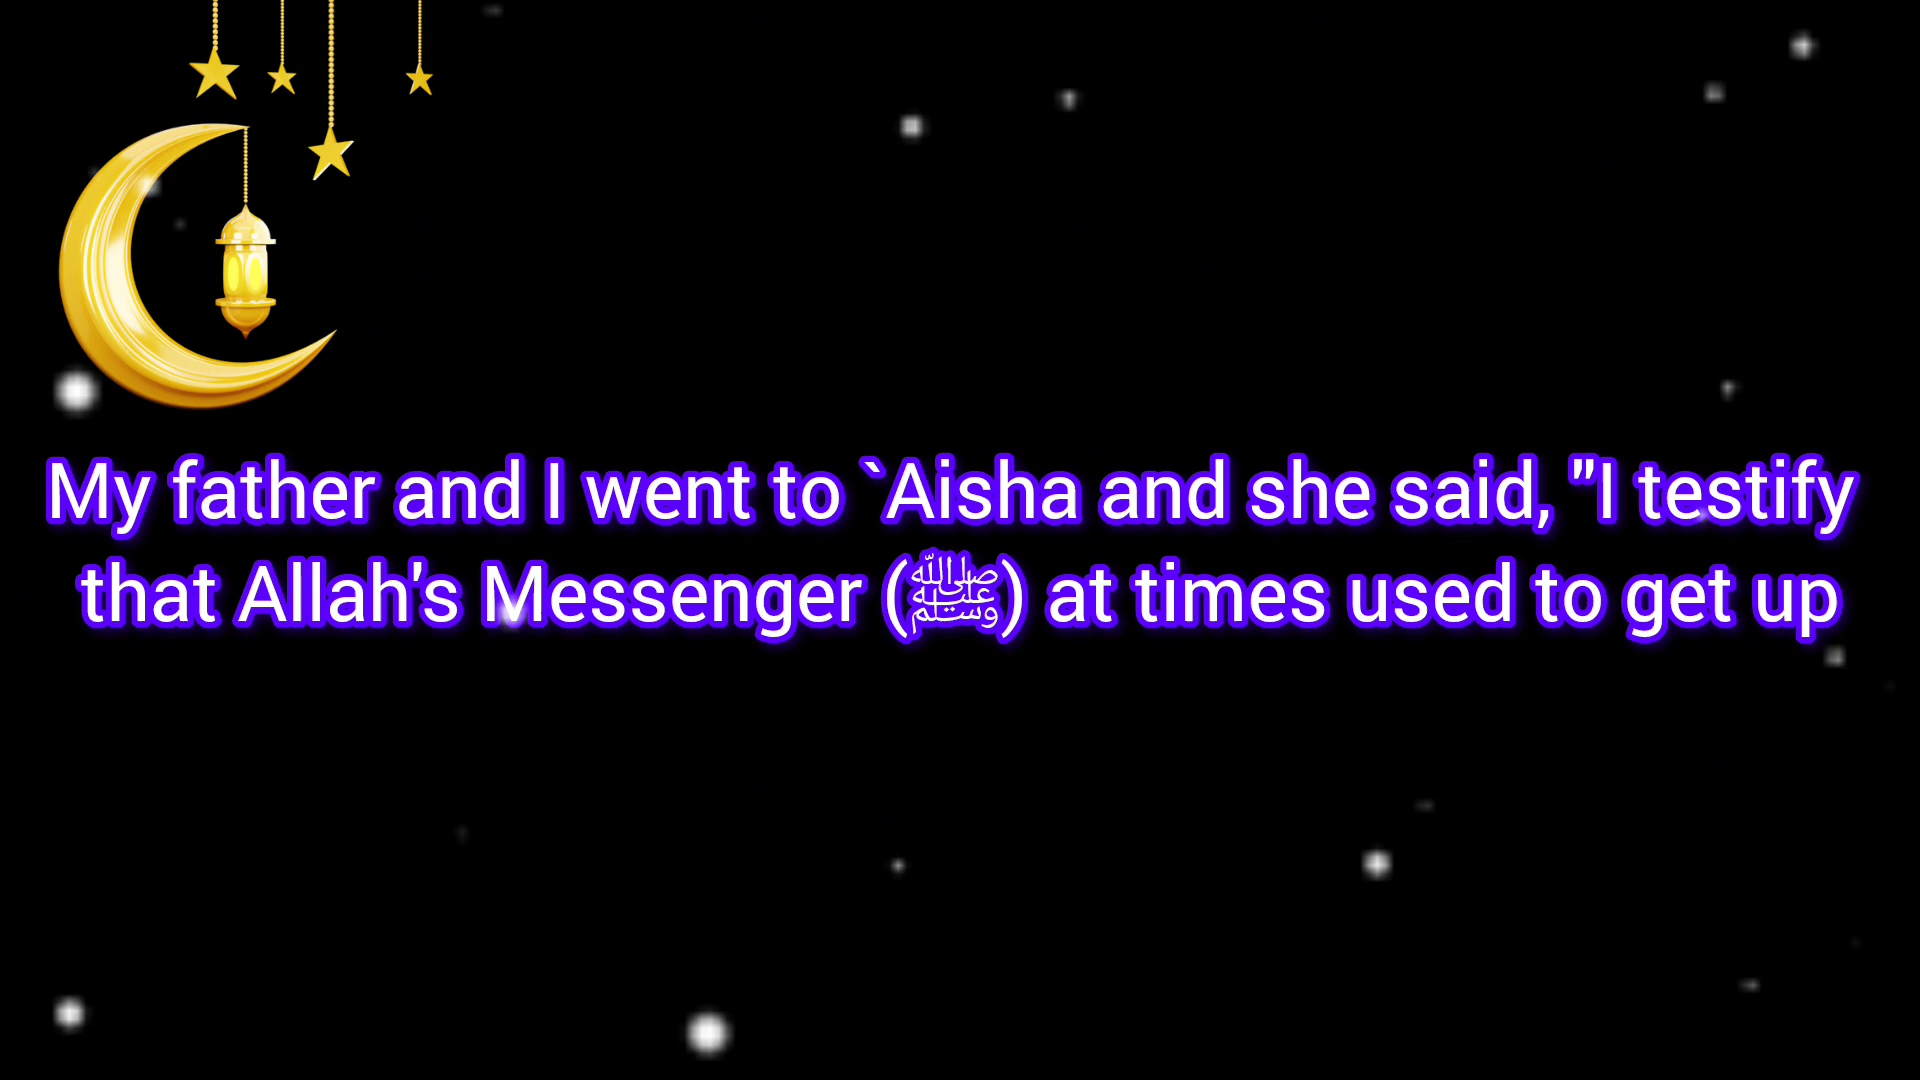 My father and I went to `Aisha and she said, "I testify
that Allah's Messenger (ﷺ) at times used to get up